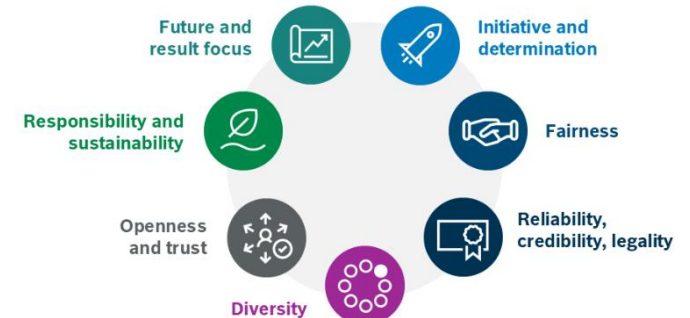 Future and
result focus
Initiative and
determination
Responsibility and
sustainability
Fairness
Openness
and trust
Reliability,
credibility, legality
Diversity